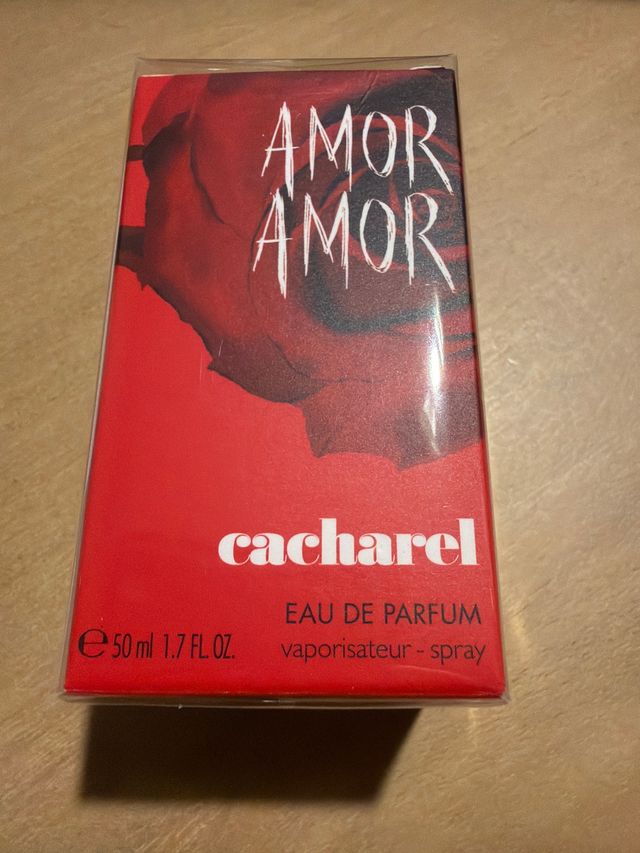 AMOR
AMOR
cacharel
EAU DE PARFUM
℮ 50 ml 1.7 FL. OZ.
vaporisateur - spray